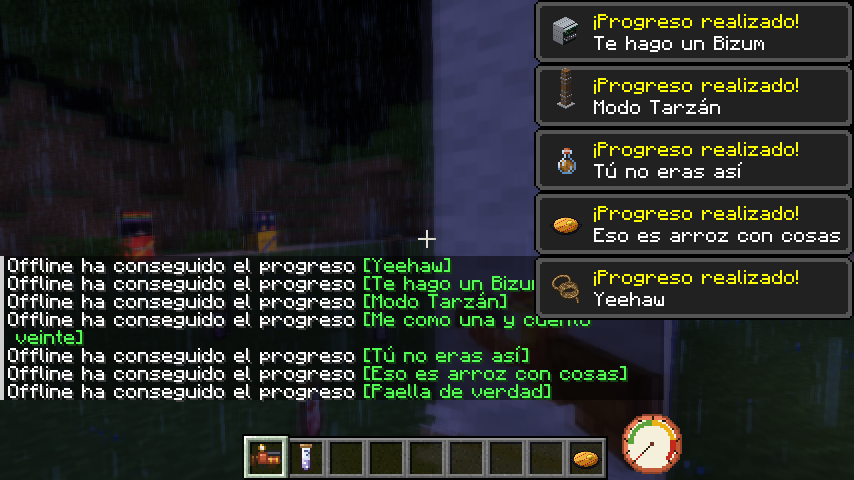 ¡Progreso realizado!
Te hago un Bizum
¡Progreso realizado!
Modo Tarzán
¡Progreso realizado!
Tú no eras así
¡Progreso realizado!
Eso es arroz con cosas
¡Progreso realizado!
Yeehaw
Offline ha conseguido el progreso [Yeehaw]
Offline ha conseguido el progreso [Te hago un Bizu
Offline ha conseguido el progreso [Modo Tarzán]
Offline ha conseguido el progreso [Me como una y cuento
veinte]
Offline ha conseguido el progreso [Tú no eras así]
Offline ha conseguido el progreso [Eso es arroz con cosas]
Offline ha conseguido el progreso [Paella de verdad]